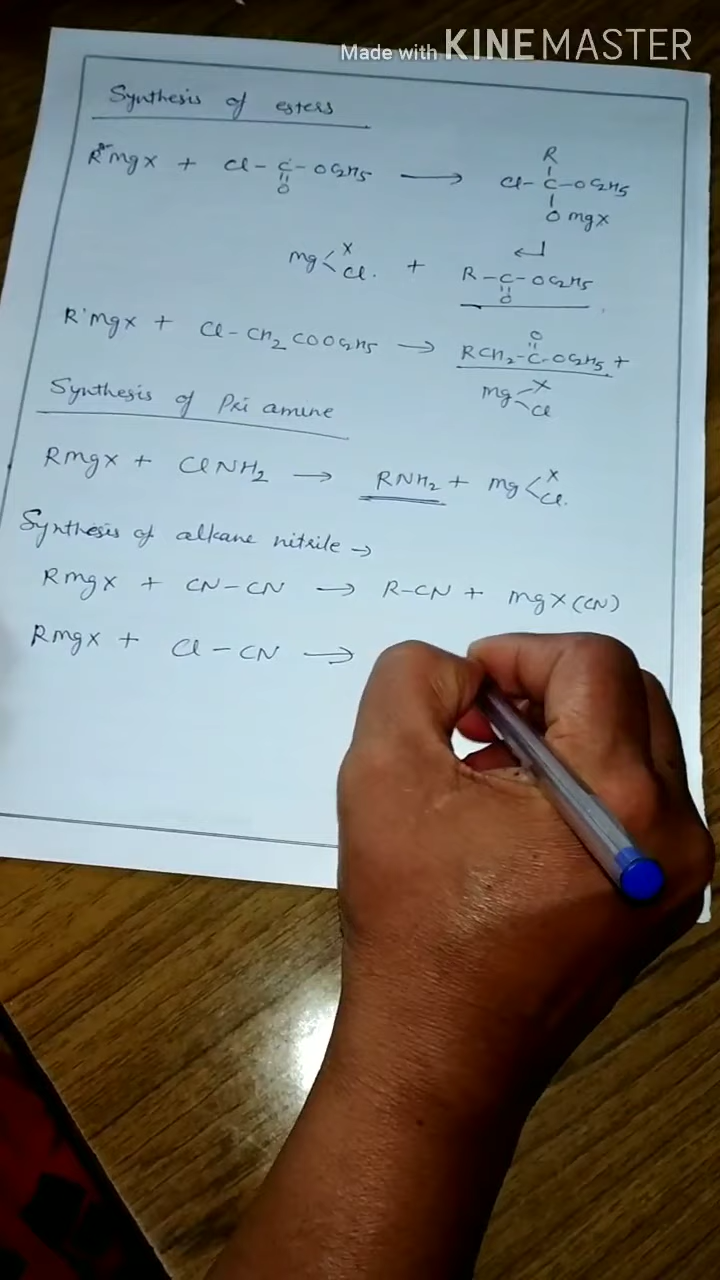 Made with KINEMASTER
Synthesis of esters
RMgX + Cl – C – OC2H5 → Cl – C – OC2H5
O
R
O MgX
Mg < X Cl. + R – C – OC2H5
O
R'MgX + Cl – CH2COOC2H5 → RCH2 – C – OC2H5 +
O
Mg < X Cl
Synthesis of Pri amine
RMgX + ClNH2 → RNH2 + Mg < X Cl.
Synthesis of alkane nitrile →
RMgX + CN – CN → R – CN + MgX(CN)
RMgX + Cl – CN →